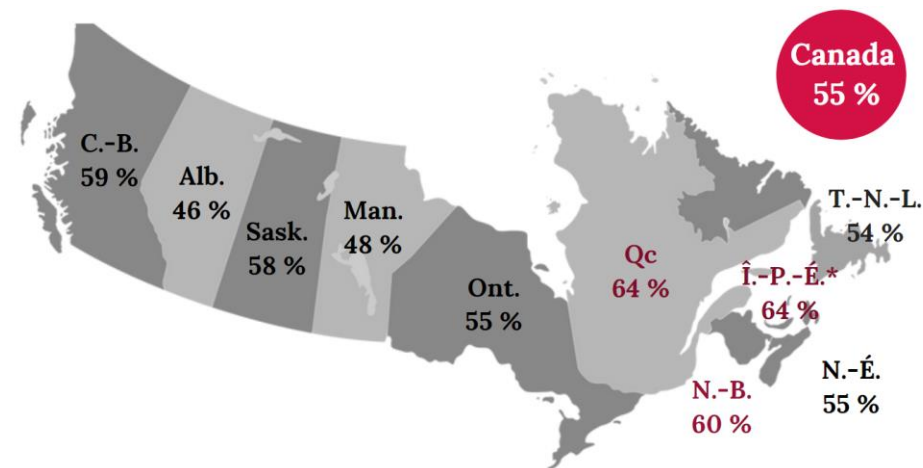 Canada
55 %
C.-B.
59 %
Alb.
46 %
Sask.
58 %
Man.
48 %
Ont.
55 %
Qc
64 %
T.-N.-L.
54 %
Î.-P.-É.*
64 %
N.-É.
55 %
N.-B.
60 %